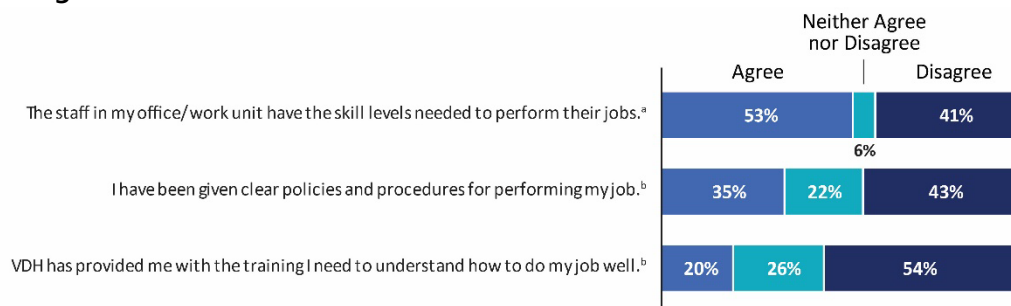 Neither Agree
nor Disagree
Agree
Disagree
The staff in my office/work unit have the skill levels needed to perform their jobs.ᵃ
53%
6%
41%
I have been given clear policies and procedures for performing my job.ᵇ
35%
22%
43%
VDH has provided me with the training I need to understand how to do my job well.ᵇ
20%
26%
54%